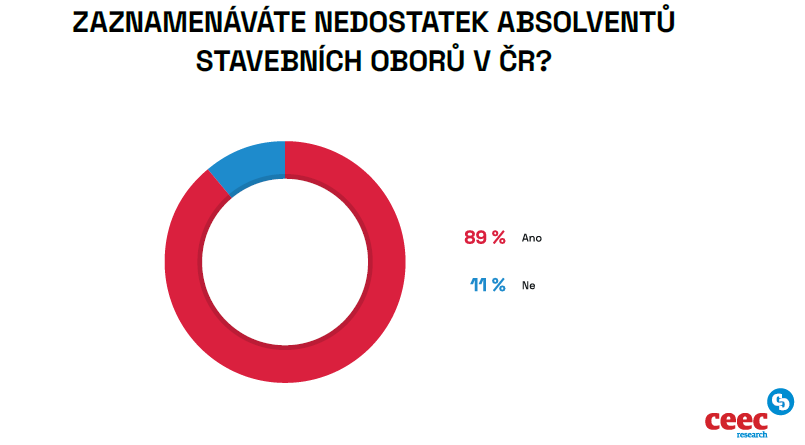 ZAZNAMENÁVÁTE NEDOSTATEK ABSOLVENTŮ
STAVEBNÍCH OBORŮ V ČR?
89 % Ano
11 % Ne
ceec
research